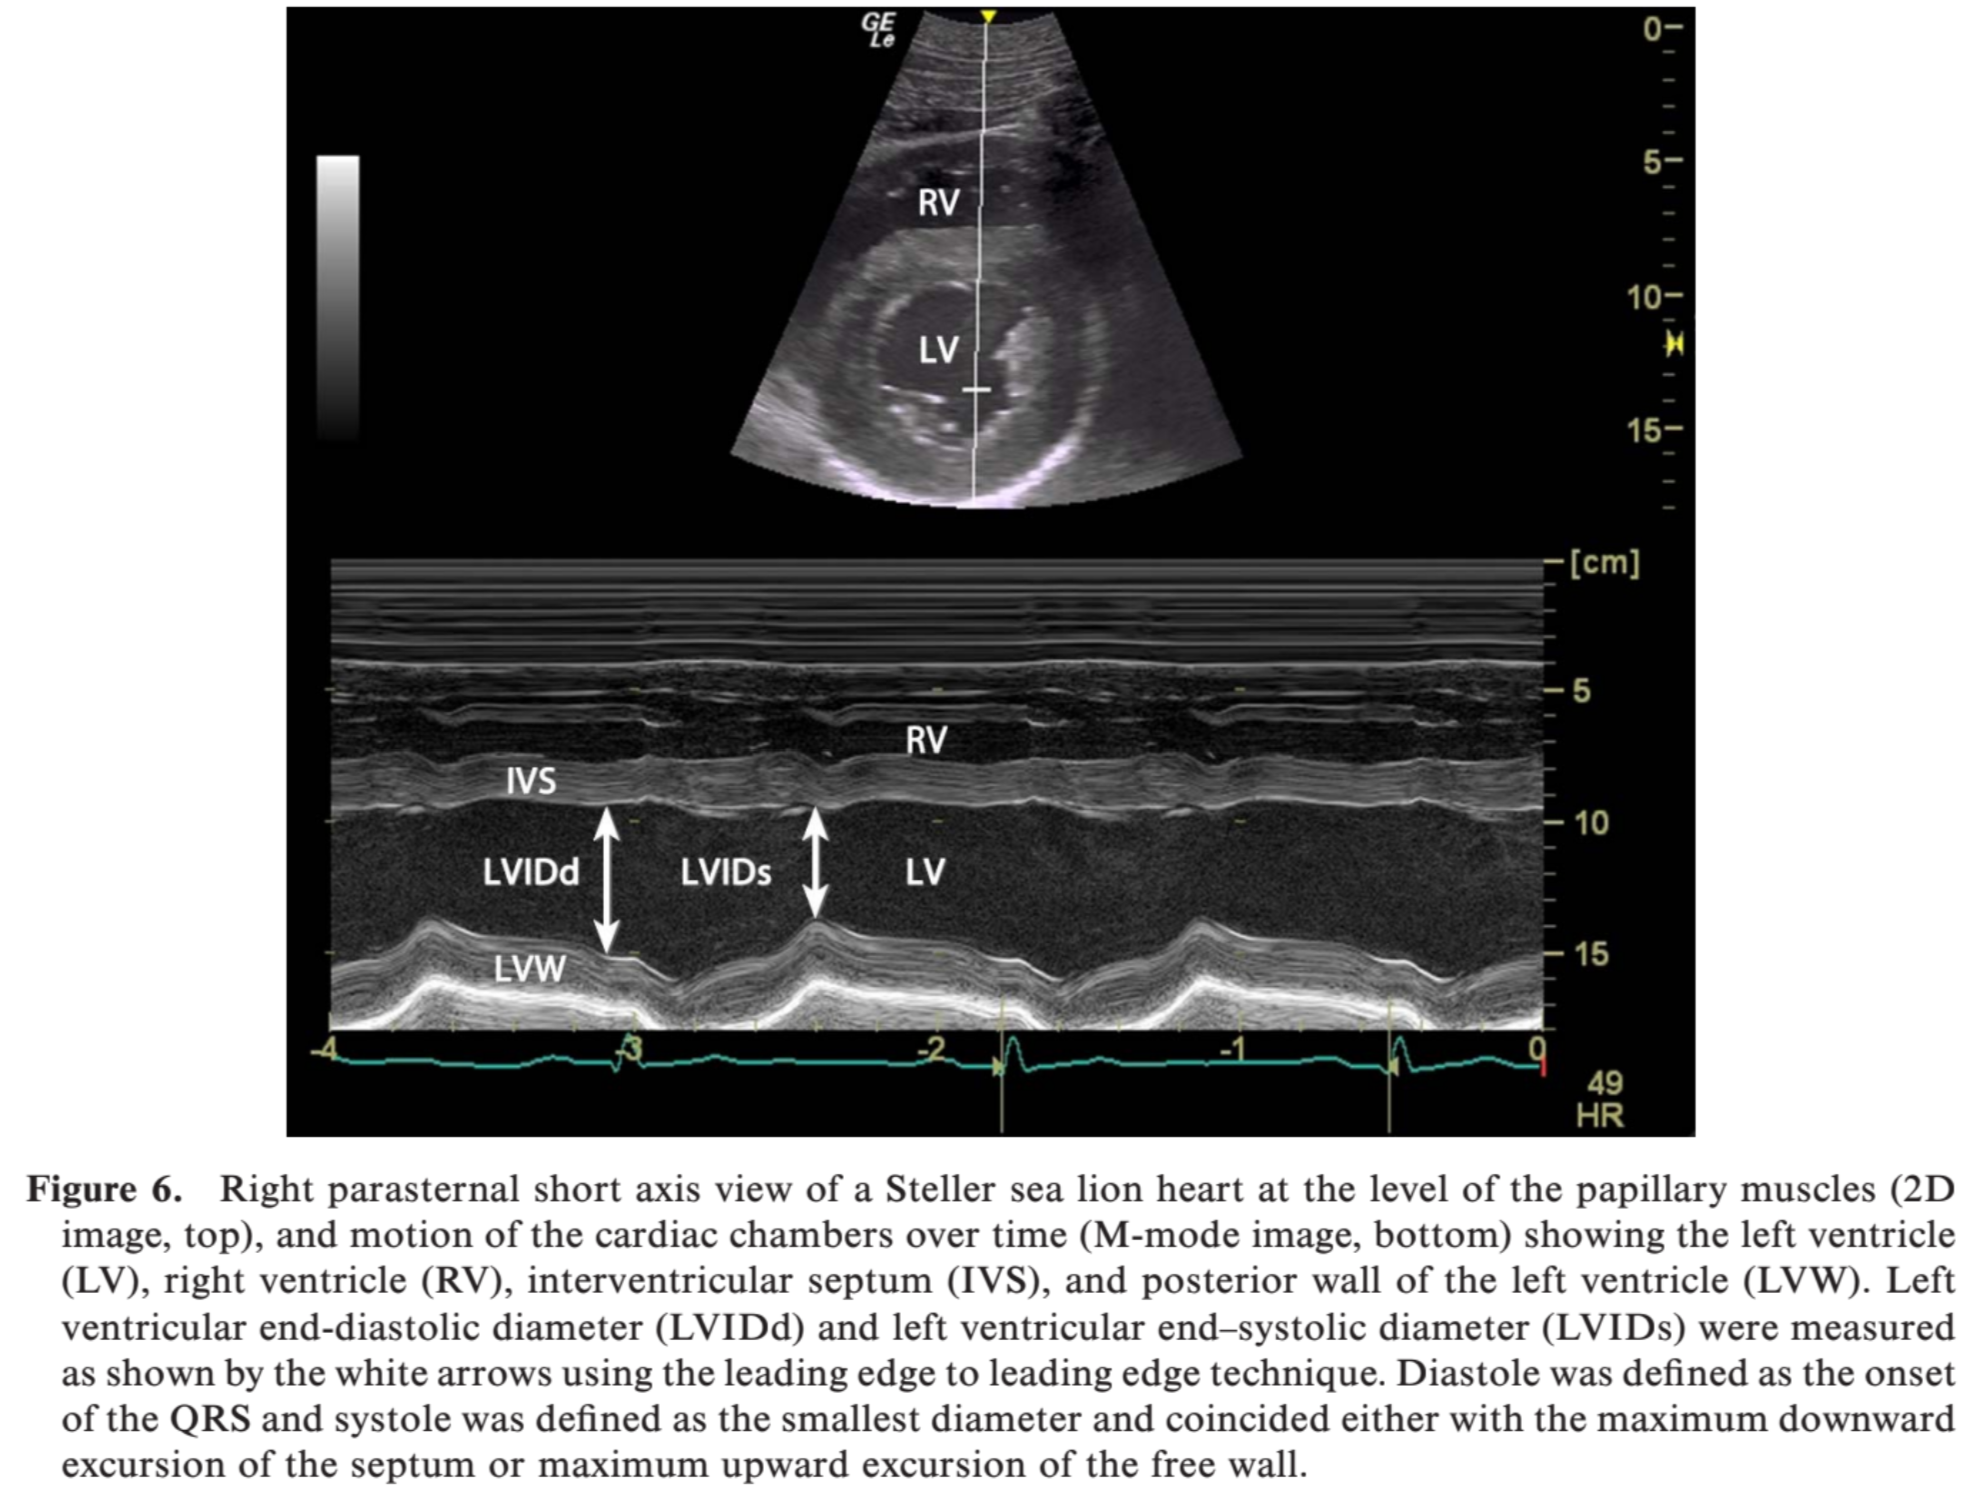 GE
Le
0
5
RV
10
LV
15
[cm]
5
RV
IVS
10
LVIDd
LVIDs
LV
15
LVW
-4
-3
-2
-1
0
49
HR
Figure 6. Right parasternal short axis view of a Steller sea lion heart at the level of the papillary muscles (2D
image, top), and motion of the cardiac chambers over time (M-mode image, bottom) showing the left ventricle
(LV), right ventricle (RV), interventricular septum (IVS), and posterior wall of the left ventricle (LVW). Left
ventricular end-diastolic diameter (LVIDd) and left ventricular end–systolic diameter (LVIDs) were measured
as shown by the white arrows using the leading edge to leading edge technique. Diastole was defined as the onset
of the QRS and systole was defined as the smallest diameter and coincided either with the maximum downward
excursion of the septum or maximum upward excursion of the free wall.